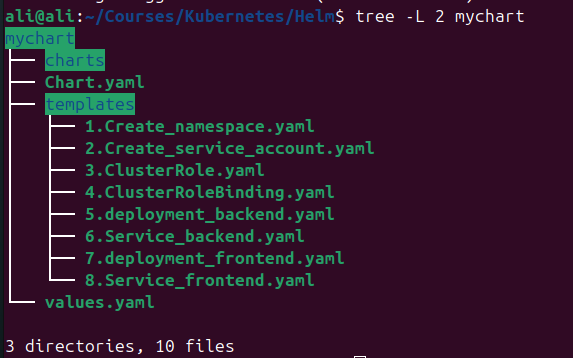 ali@ali:~/Courses/Kubernetes/Helm$ tree -L 2 mychart
mychart
├── charts
├── Chart.yaml
├── templates
│   ├── 1.Create_namespace.yaml
│   ├── 2.Create_service_account.yaml
│   ├── 3.ClusterRole.yaml
│   ├── 4.ClusterRoleBinding.yaml
│   ├── 5.deployment_backend.yaml
│   ├── 6.Service_backend.yaml
│   ├── 7.deployment_frontend.yaml
│   └── 8.Service_frontend.yaml
└── values.yaml
3 directories, 10 files